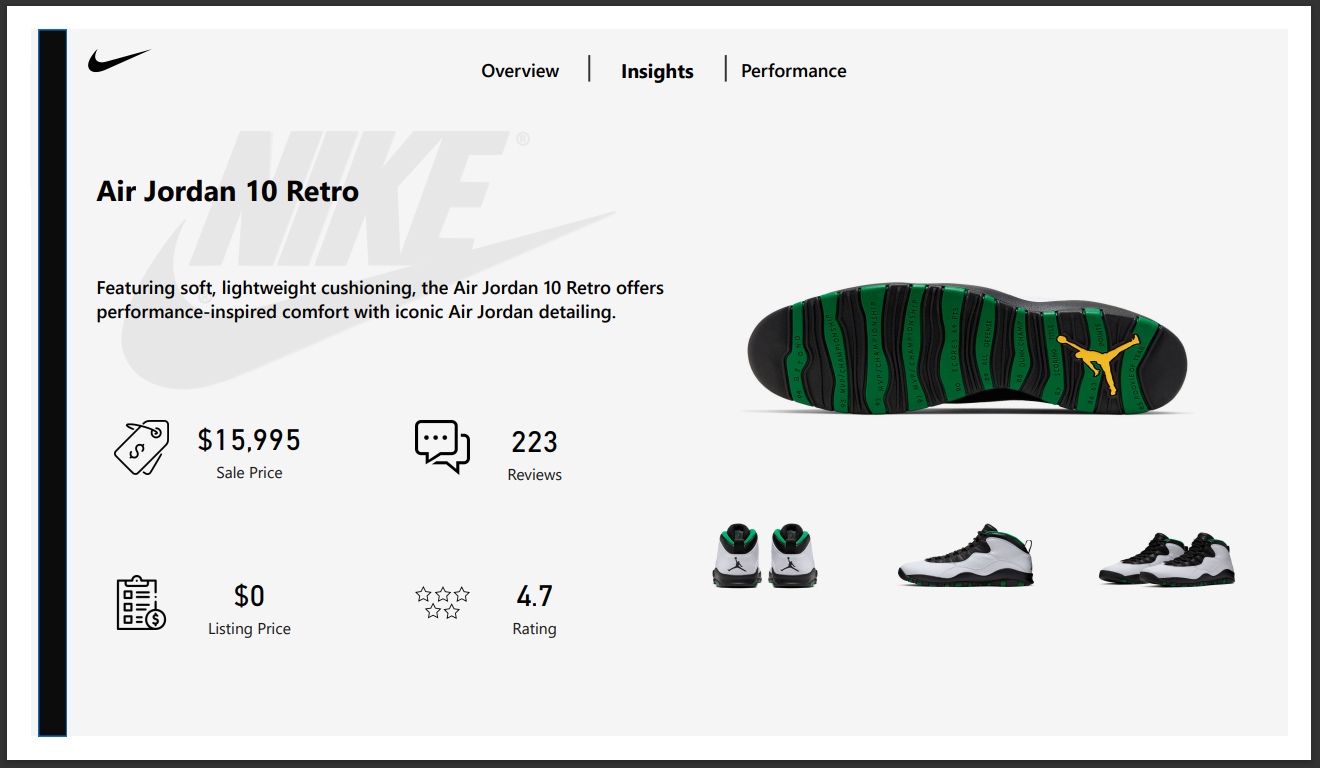 Overview | Insights | Performance
NIKE ®
Air Jordan 10 Retro
Featuring soft, lightweight cushioning, the Air Jordan 10 Retro offers
performance-inspired comfort with iconic Air Jordan detailing.
$15,995
Sale Price
223
Reviews
$0
Listing Price
4.7
Rating